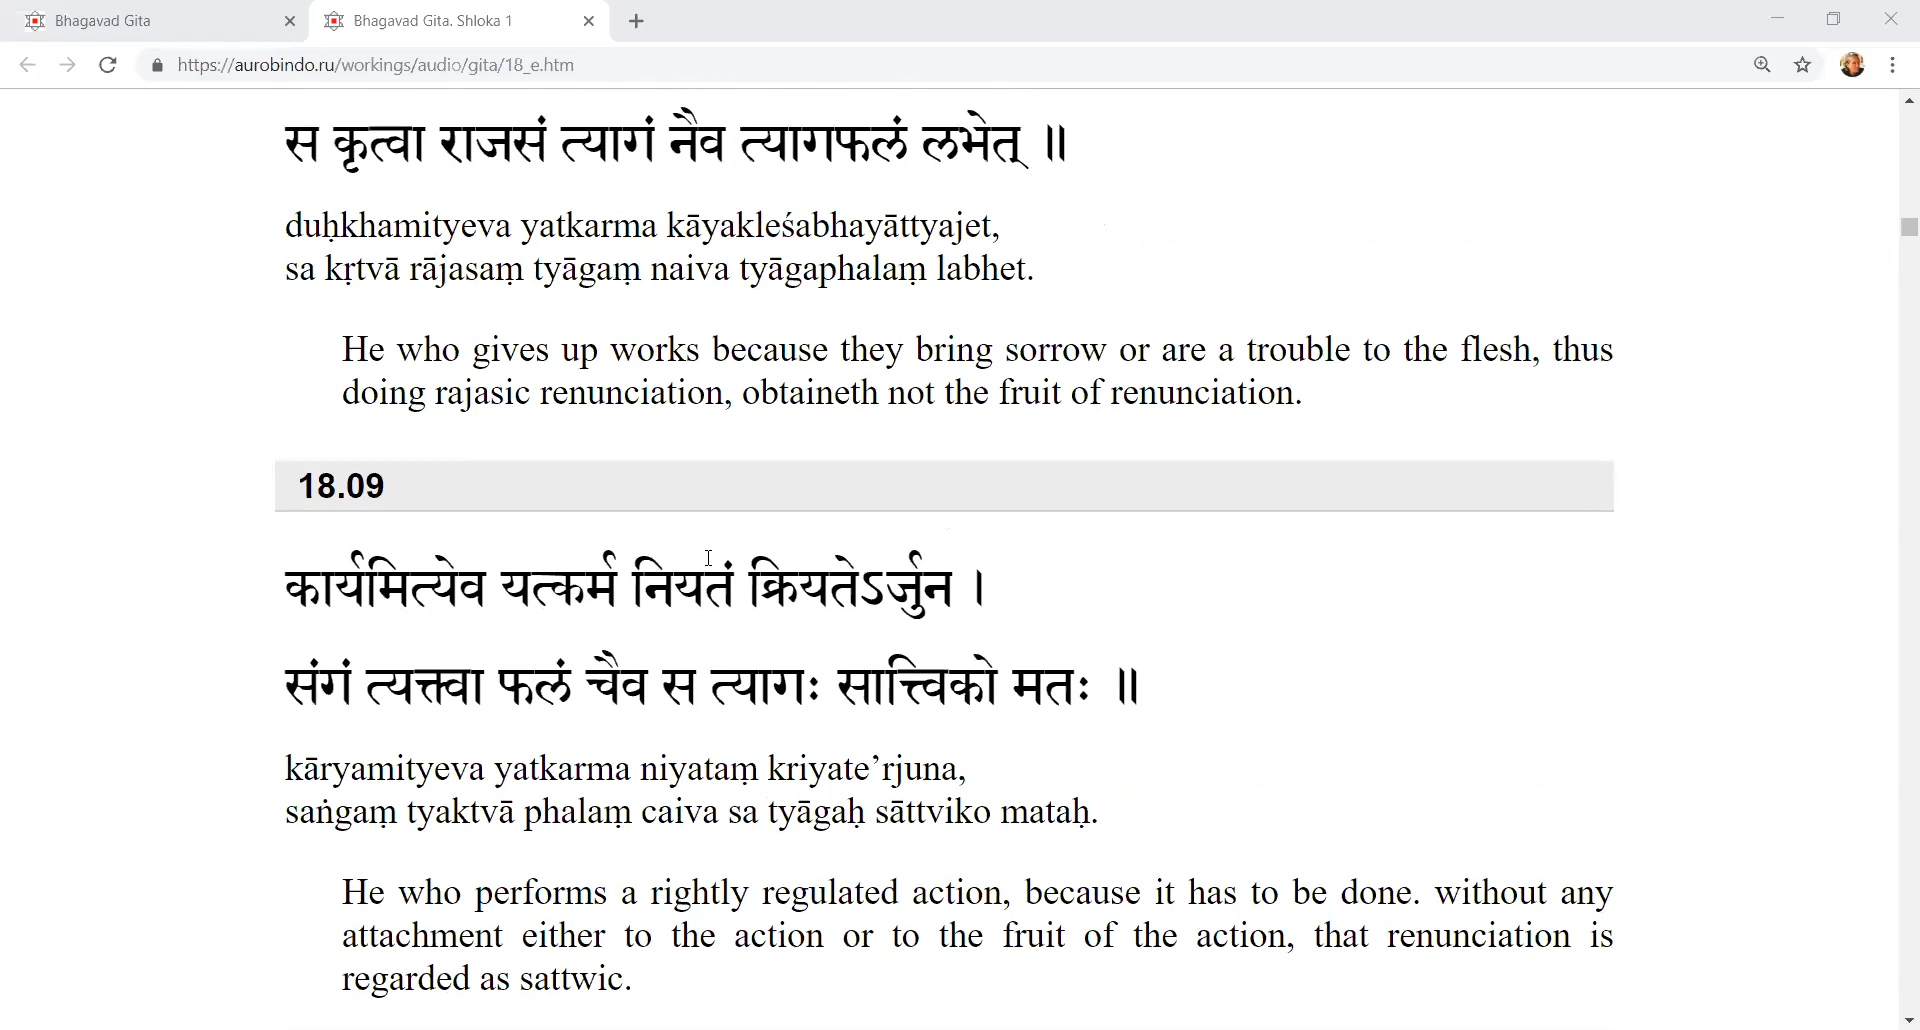 Bhagavad Gita
Bhagavad Gita. Shloka 1
https://aurobindo.ru/workings/audio/gita/18_e.htm
स कृत्वा राजसं त्यागं नैव त्यागफलं लभेत् ॥
duḥkhamityeva yatkarma kāyakleśabhayāttyajet,
sa kṛtvā rājasaṃ tyāgaṃ naiva tyāgaphalaṃ labhet.
He who gives up works because they bring sorrow or are a trouble to the flesh, thus
doing rajasic renunciation, obtaineth not the fruit of renunciation.
18.09
कार्यमित्येव यत्कर्म नियतं क्रियतेऽर्जुन ।
संगं त्यक्त्वा फलं चैव स त्यागः सात्त्विको मतः ॥
kāryamityeva yatkarma niyataṃ kriyate’rjuna,
saṅgaṃ tyaktvā phalaṃ caiva sa tyāgaḥ sāttviko mataḥ.
He who performs a rightly regulated action, because it has to be done. without any
attachment either to the action or to the fruit of the action, that renunciation is
regarded as sattwic.